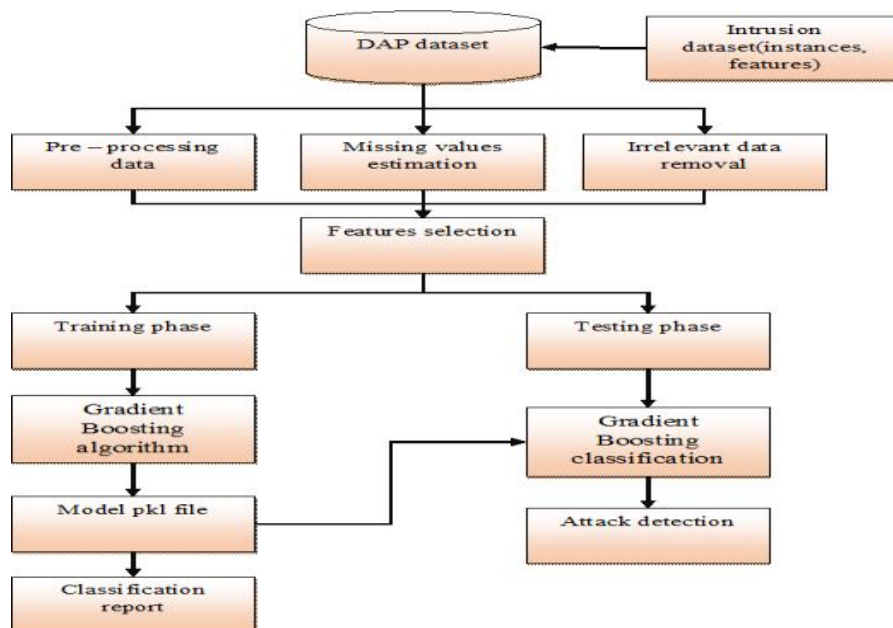 DAP dataset
Intrusion
dataset(instances,
features)
Pre – processing
data
Missing values
estimation
Irrelevant data
removal
Features selection
Training phase
Testing phase
Gradient
Boosting
algorithm
Gradient
Boosting
classification
Model pkl file
Attack detection
Classification
report